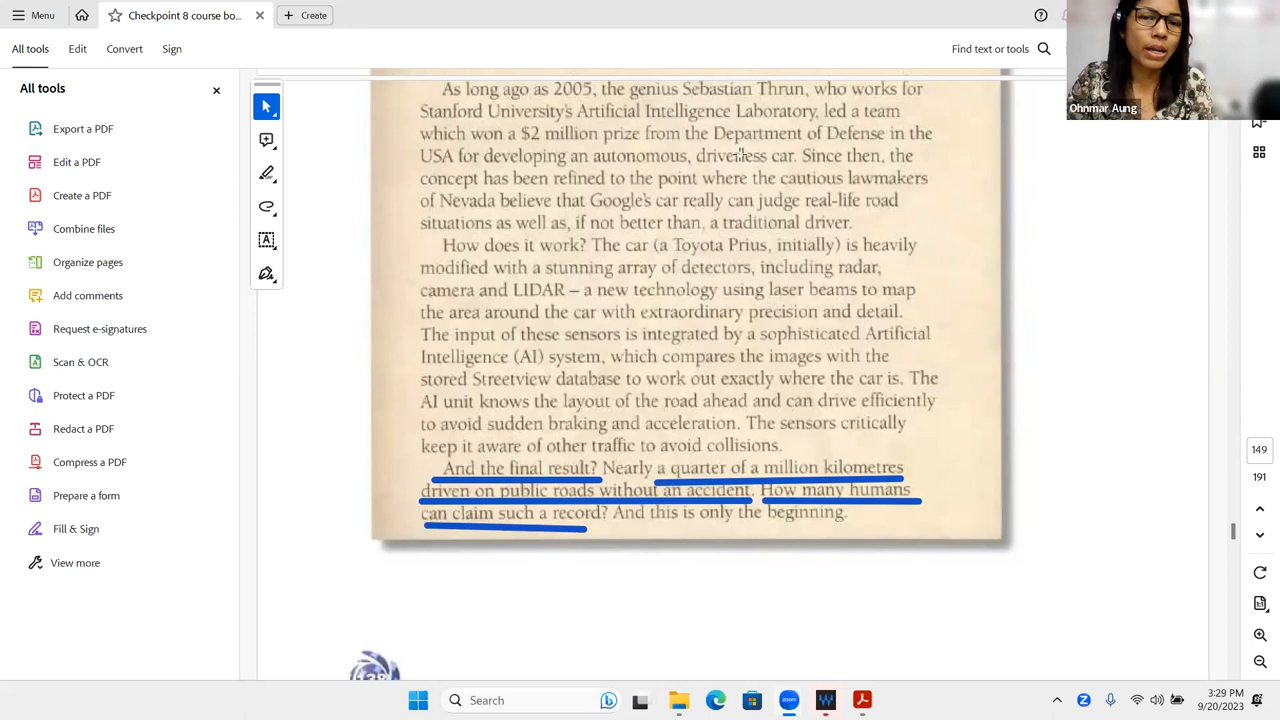 Menu
Checkpoint 8 course bo...
Create
All tools
Edit
Convert
Sign
Find text or tools
Ohnmar Aung
All tools
Export a PDF
Edit a PDF
Create a PDF
Combine files
Organize pages
Add comments
Request e-signatures
Scan & OCR
Protect a PDF
Redact a PDF
Compress a PDF
Prepare a form
Fill & Sign
View more
As long ago as 2005, the genius Sebastian Thrun, who works for
Stanford University's Artificial Intelligence Laboratory, led a team
which won a $2 million prize from the Department of Defense in the
USA for developing an autonomous, driverless car. Since then, the
concept has been refined to the point where the cautious lawmakers
of Nevada believe that Google's car really can judge real-life road
situations as well as, if not better than, a traditional driver.
How does it work? The car (a Toyota Prius, initially) is heavily
modified with a stunning array of detectors, including radar,
camera and LIDAR – a new technology using laser beams to map
the area around the car with extraordinary precision and detail.
The input of these sensors is integrated by a sophisticated Artificial
Intelligence (AI) system, which compares the images with the
stored Streetview database to work out exactly where the car is. The
AI unit knows the layout of the road ahead and can drive efficiently
to avoid sudden braking and acceleration. The sensors critically
keep it aware of other traffic to avoid collisions.
And the final result? Nearly a quarter of a million kilometres
driven on public roads without an accident. How many humans
can claim such a record? And this is only the beginning.
149
191
Search
3:29 PM
9/20/2023